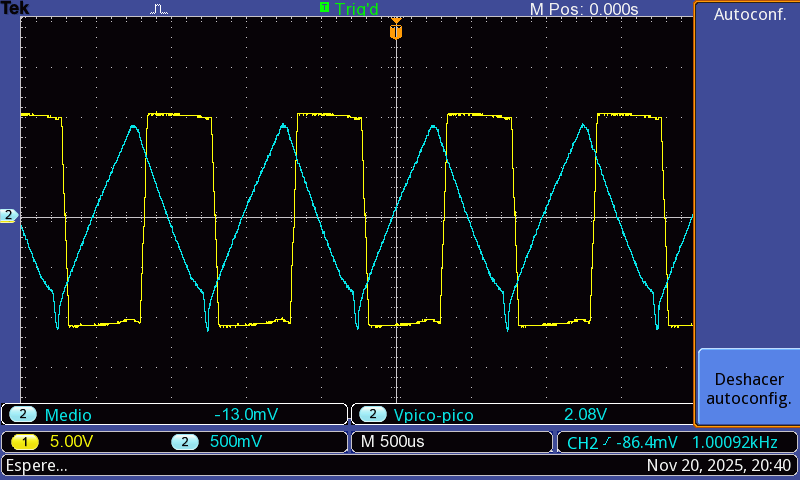 Tek T Trig'd M Pos: 0.000s
Autoconf.
T
2
Deshacer
autoconfig.
2 Medio -13.0mV 2 Vpico-pico 2.08V
1 5.00V 2 500mV M 500us CH2 -86.4mV 1.00092kHz
Espere... Nov 20, 2025, 20:40